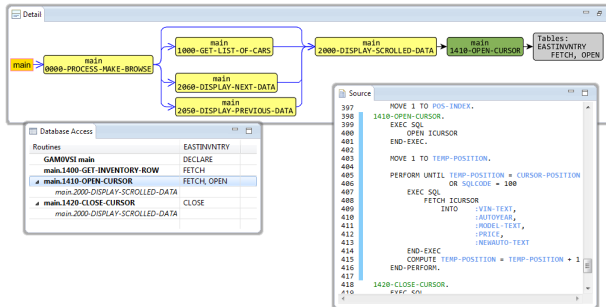 Detail
main
main
0000-PROCESS-MAKE-BROWSE
main
1000-GET-LIST-OF-CARS
main
2060-DISPLAY-NEXT-DATA
main
2050-DISPLAY-PREVIOUS-DATA
main
2000-DISPLAY-SCROLLED-DATA
main
1410-OPEN-CURSOR
Tables:
EASTINVNTRY
FETCH, OPEN
Database Access
Routines EASTINVNTRY
GAM0VSI main DECLARE
main.1400-GET-INVENTORY-ROW FETCH
main.1410-OPEN-CURSOR FETCH, OPEN
main.2000-DISPLAY-SCROLLED-DATA
main.1420-CLOSE-CURSOR CLOSE
main.2000-DISPLAY-SCROLLED-DATA
Source
397 MOVE 1 TO POS-INDEX.
398 1410-OPEN-CURSOR.
399 EXEC SQL
400 OPEN ICURSOR
401 END-EXEC.
402
403 MOVE 1 TO TEMP-POSITION.
404
405 PERFORM UNTIL TEMP-POSITION = CURSOR-POSITION
406 OR SQLCODE = 100
407 EXEC SQL
408 FETCH ICURSOR
409 INTO :VIN-TEXT,
410 :AUTOYEAR,
411 :MODEL-TEXT,
412 :PRICE,
413 :NEWAUTO-TEXT
414 END-EXEC
415 COMPUTE TEMP-POSITION = TEMP-POSITION + 1
416 END-PERFORM.
417
418 1420-CLOSE-CURSOR.
419 EXEC SQL